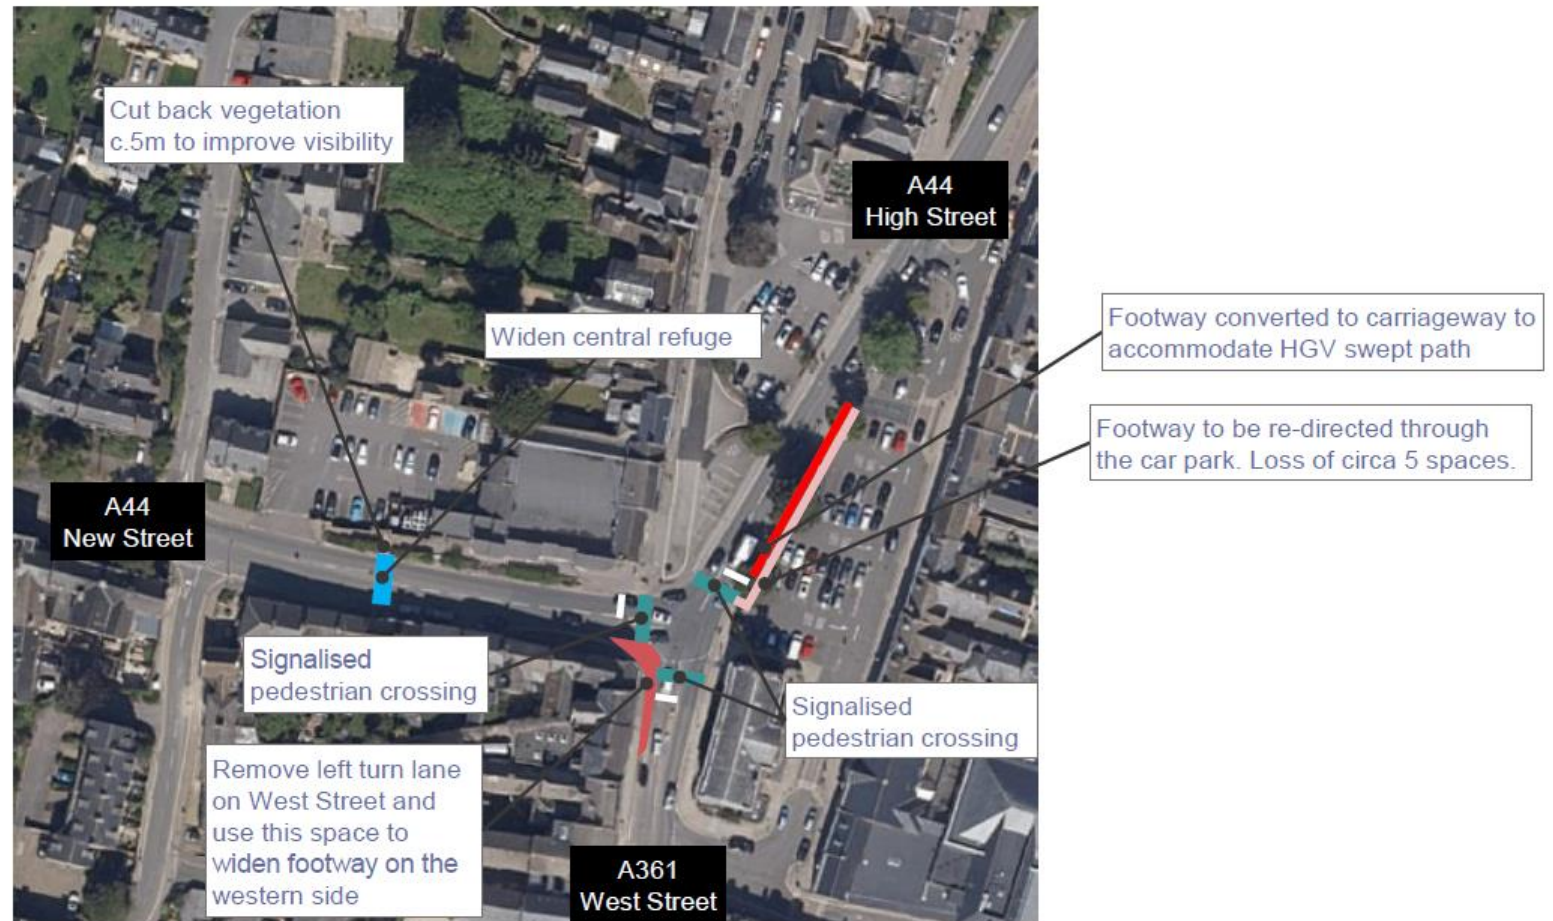 Cut back vegetation
c.5m to improve visibility
A44
High Street
Widen central refuge
Footway converted to carriageway to
accommodate HGV swept path
Footway to be re-directed through
the car park. Loss of circa 5 spaces.
A44
New Street
Signalised
pedestrian crossing
Signalised
pedestrian crossing
Remove left turn lane
on West Street and
use this space to
widen footway on the
western side
A361
West Street